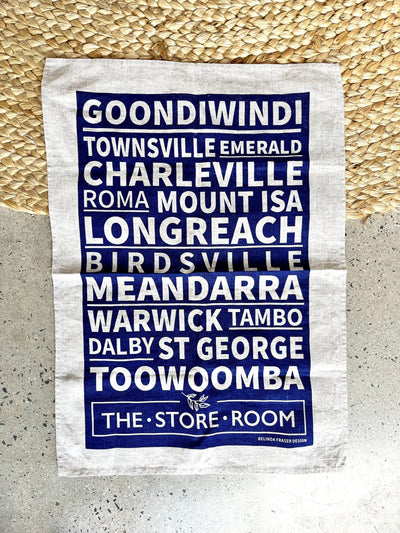 GOONDIWINDI
TOWNSVILLE EMERALD
CHARLEVILLE
ROMA MOUNT ISA
LONGREACH
BIRDSVILLE
MEANDARRA
WARWICK TAMBO
DALBY ST GEORGE
TOOWOOMBA
THE·STORE·ROOM
BELINDA FRASER DESIGN